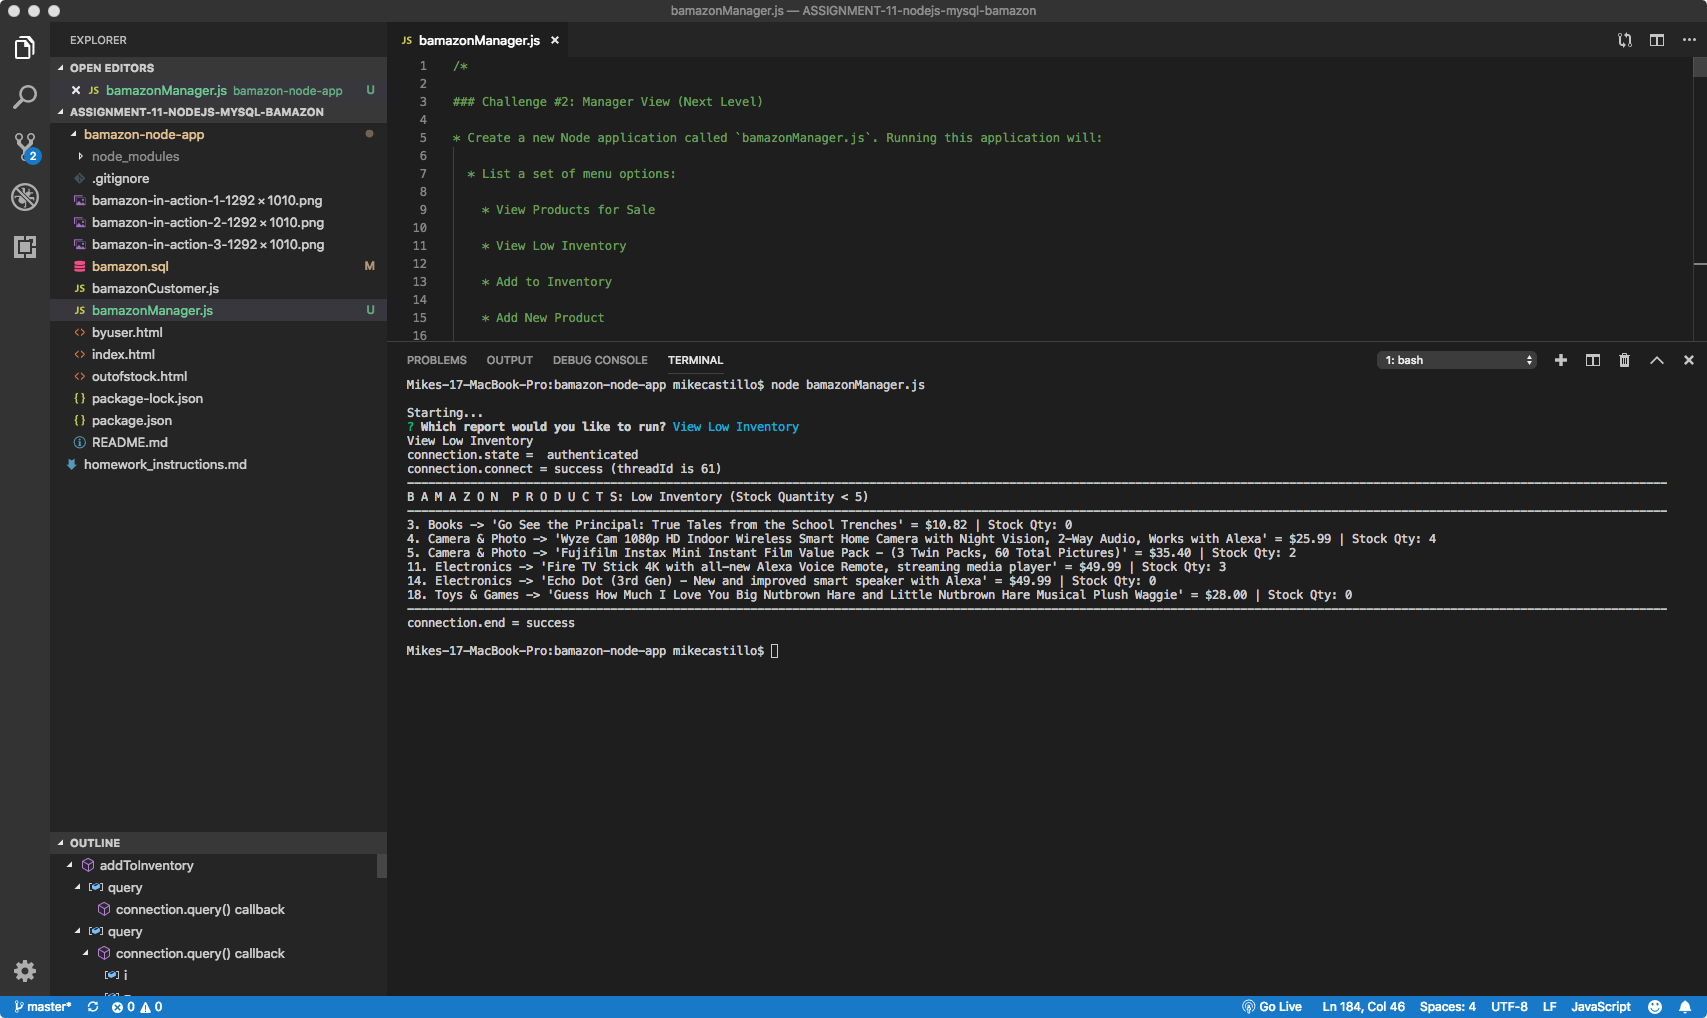 bamazonManager.js — ASSIGNMENT-11-nodejs-mysql-bamazon
EXPLORER
OPEN EDITORS
JS bamazonManager.js bamazon-node-app U
ASSIGNMENT-11-NODEJS-MYSQL-BAMAZON
bamazon-node-app
node_modules
.gitignore
bamazon-in-action-1-1292×1010.png
bamazon-in-action-2-1292×1010.png
bamazon-in-action-3-1292×1010.png
bamazon.sql M
JS bamazonCustomer.js
JS bamazonManager.js U
<> byuser.html
<> index.html
<> outofstock.html
{} package-lock.json
{} package.json
README.md
homework_instructions.md
2
OUTLINE
addToInventory
query
connection.query() callback
query
connection.query() callback
i
JS bamazonManager.js
1 /*
2
3 ### Challenge #2: Manager View (Next Level)
4
5 * Create a new Node application called `bamazonManager.js`. Running this application will:
6
7 * List a set of menu options:
8
9 * View Products for Sale
10
11 * View Low Inventory
12
13 * Add to Inventory
14
15 * Add New Product
16
PROBLEMS OUTPUT DEBUG CONSOLE TERMINAL 1: bash
Mikes-17-MacBook-Pro:bamazon-node-app mikecastillo$ node bamazonManager.js
Starting...
? Which report would you like to run? View Low Inventory
View Low Inventory
connection.state = authenticated
connection.connect = success (threadId is 61)
B A M A Z O N P R O D U C T S: Low Inventory (Stock Quantity < 5)
3. Books -> 'Go See the Principal: True Tales from the School Trenches' = $10.82 | Stock Qty: 0
4. Camera & Photo -> 'Wyze Cam 1080p HD Indoor Wireless Smart Home Camera with Night Vision, 2-Way Audio, Works with Alexa' = $25.99 | Stock Qty: 4
5. Camera & Photo -> 'Fujifilm Instax Mini Instant Film Value Pack - (3 Twin Packs, 60 Total Pictures)' = $35.40 | Stock Qty: 2
11. Electronics -> 'Fire TV Stick 4K with all-new Alexa Voice Remote, streaming media player' = $49.99 | Stock Qty: 3
14. Electronics -> 'Echo Dot (3rd Gen) - New and improved smart speaker with Alexa' = $49.99 | Stock Qty: 0
18. Toys & Games -> 'Guess How Much I Love You Big Nutbrown Hare and Little Nutbrown Hare Musical Plush Waggie' = $28.00 | Stock Qty: 0
connection.end = success
Mikes-17-MacBook-Pro:bamazon-node-app mikecastillo$
master* 0 0 Go Live Ln 184, Col 46 Spaces: 4 UTF-8 LF JavaScript